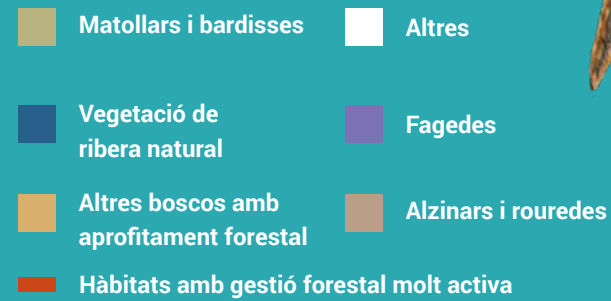 Matollars i bardisses
Altres
Vegetació de
ribera natural
Fagedes
Altres boscos amb
aprofitament forestal
Alzinars i rouredes
Hàbitats amb gestió forestal molt activa